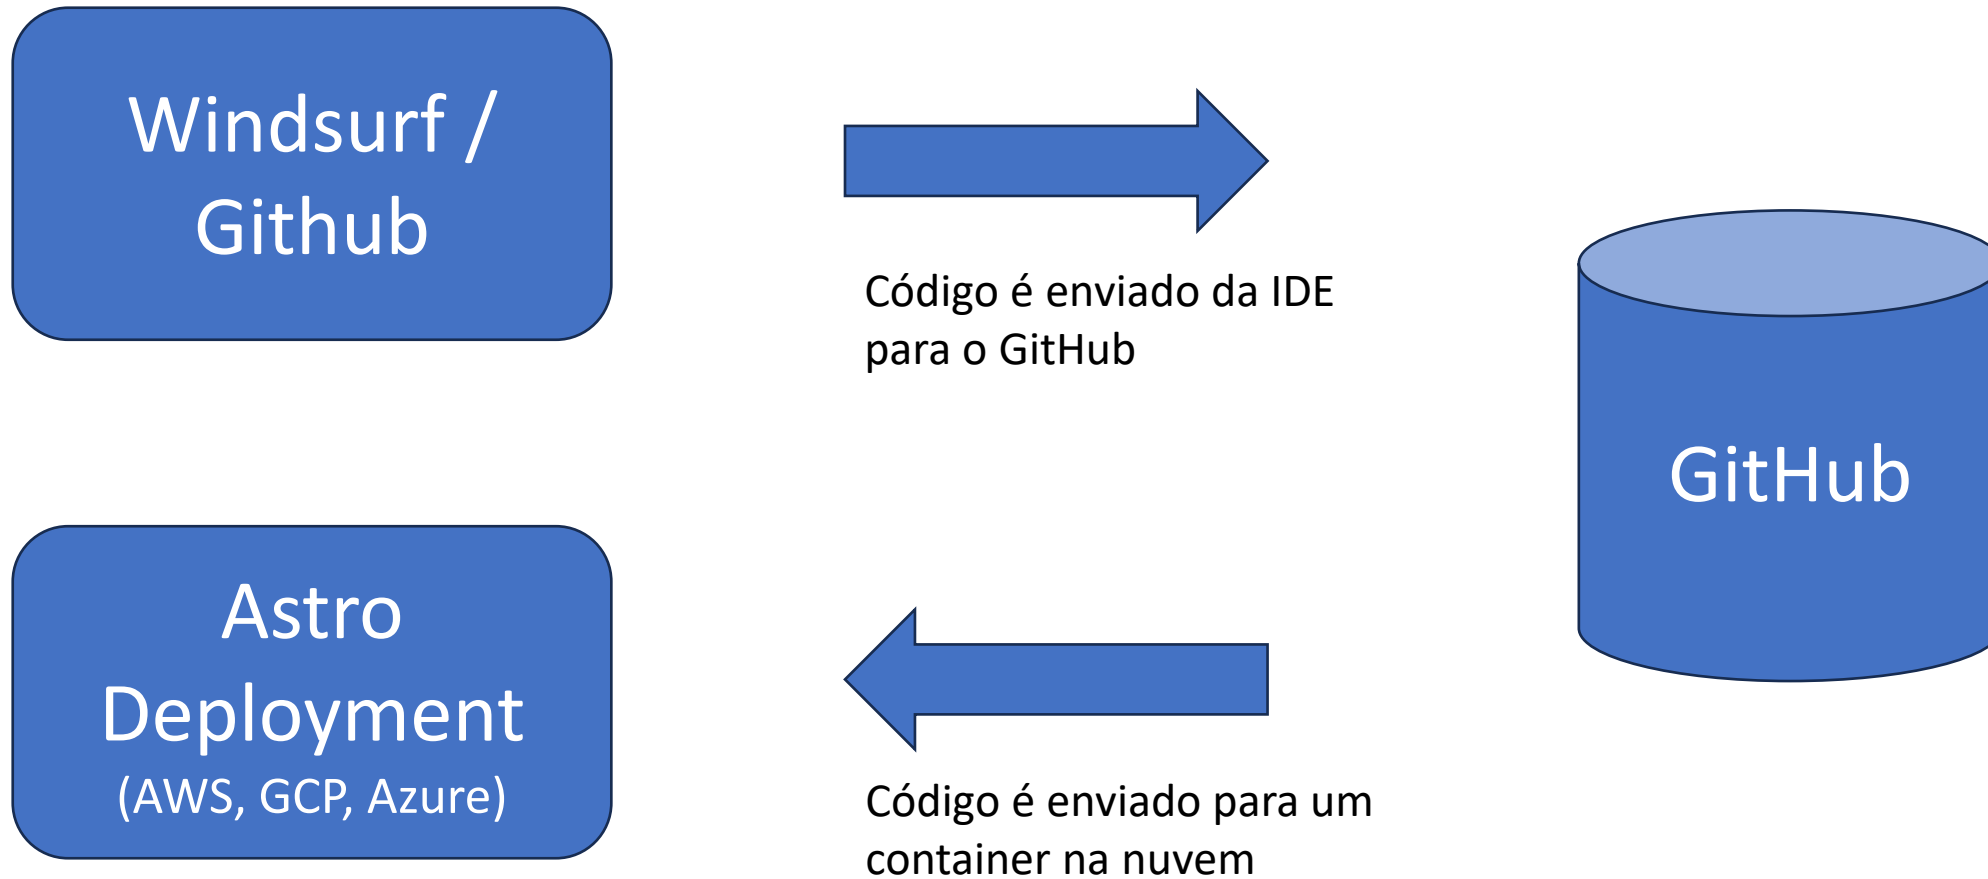 Windsurf /
Github
Código é enviado da IDE
para o GitHub
GitHub
Astro
Deployment
(AWS, GCP, Azure)
Código é enviado para um
container na nuvem